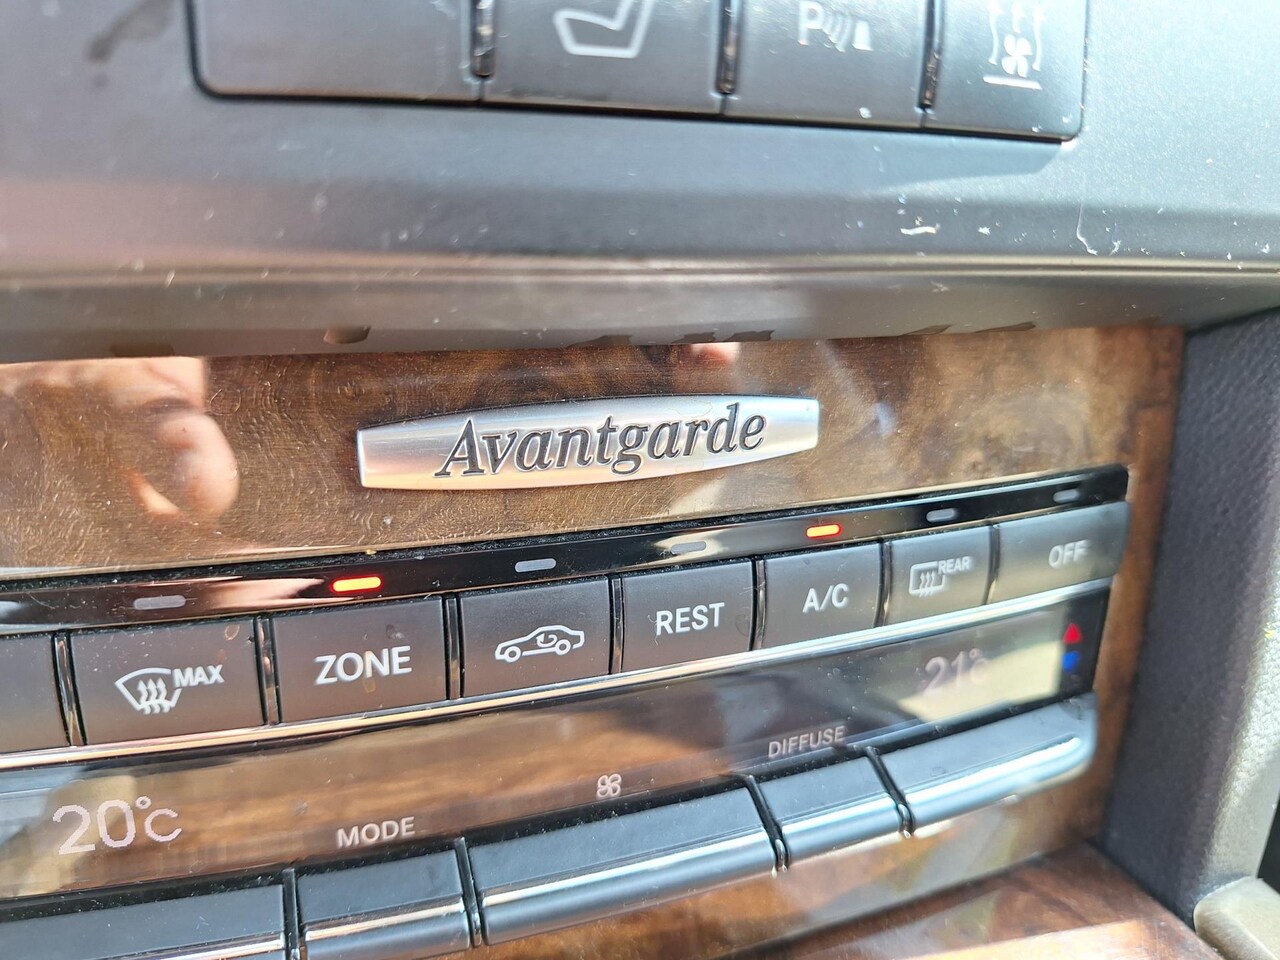 P
Avantgarde
MAX
ZONE
REST
A/C
REAR
OFF
20°C
MODE
DIFFUSE
21°C